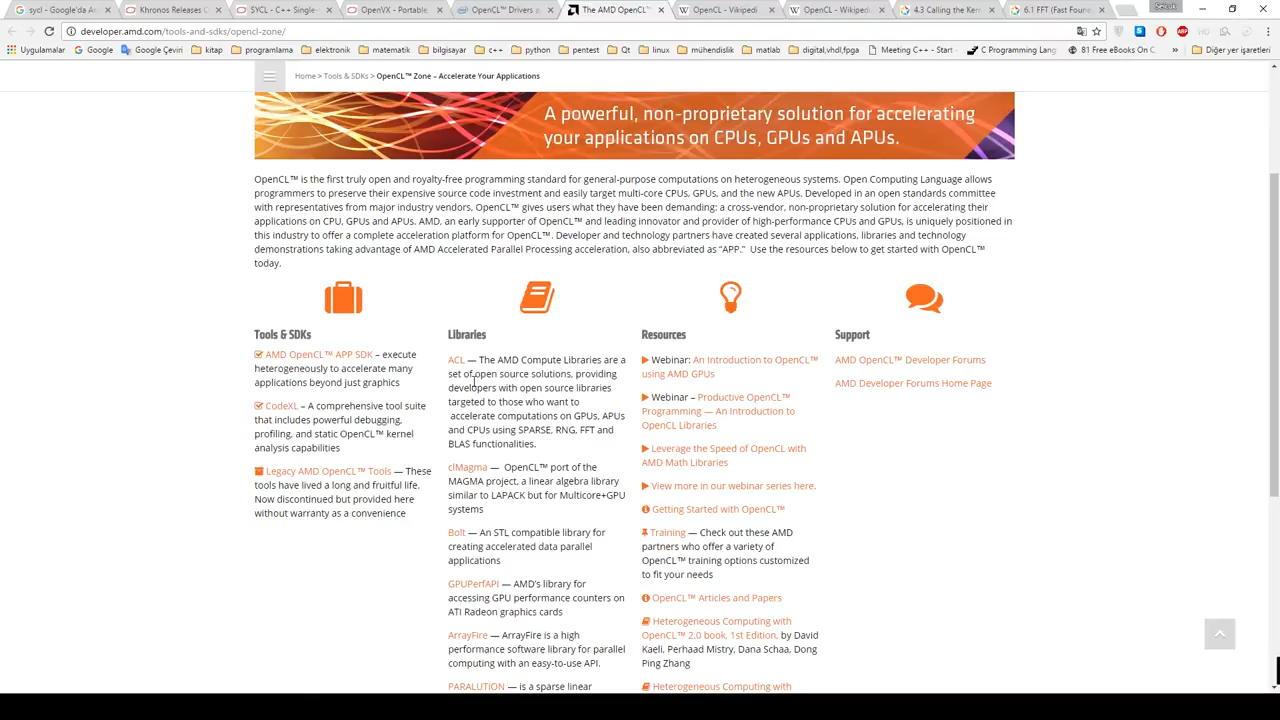 sycl - Google'da A
Khronos Releases C
SYCL - C++ Single-
OpenVX - Portable,
OpenCL™ Drivers a
The AMD OpenCL™
OpenCL - Vikipedi
OpenCL - Wikipedi
4.3 Calling the Kern
6.1 FFT (Fast Foure
Selcuk
developer.amd.com/tools-and-sdks/opencl-zone/
Uygulamalar
Google
Google Çeviri
kitap
programlama
elektronik
matematik
bilgisayar
c++
python
pentest
Qt
linux
mühendislik
matlab
digital,vhdl,fpga
Meeting C++ - Start
C Programming Lang
81 Free eBooks On C
»
Diğer yer işaretleri
Home > Tools & SDKs > OpenCL™ Zone – Accelerate Your Applications
A powerful, non-proprietary solution for accelerating
your applications on CPUs, GPUs and APUs.
OpenCL™ is the first truly open and royalty-free programming standard for general-purpose computations on heterogeneous systems. Open Computing Language allows
programmers to preserve their expensive source code investment and easily target multi-core CPUs, GPUs, and the new APUs. Developed in an open standards committee
with representatives from major industry vendors, OpenCL™ gives users what they have been demanding: a cross-vendor, non-proprietary solution for accelerating their
applications on CPU, GPUs and APUs. AMD, an early supporter of OpenCL™ and leading innovator and provider of high-performance CPUs and GPUs, is uniquely positioned in
this industry to offer a complete acceleration platform for OpenCL™. Developer and technology partners have created several applications, libraries and technology
demonstrations taking advantage of AMD Accelerated Parallel Processing acceleration, also abbreviated as “APP.”  Use the resources below to get started with OpenCL™
today.
Tools & SDKs
AMD OpenCL™ APP SDK – execute
heterogeneously to accelerate many
applications beyond just graphics
CodeXL – A comprehensive tool suite
that includes powerful debugging,
profiling, and static OpenCL™ kernel
analysis capabilities
Legacy AMD OpenCL™ Tools — These
tools have lived a long and fruitful life.
Now discontinued but provided here
without warranty as a convenience
Libraries
ACL — The AMD Compute Libraries are a
set of open source solutions, providing
developers with open source libraries
targeted to those who want to
accelerate computations on GPUs, APUs
and CPUs using SPARSE, RNG, FFT and
BLAS functionalities.
clMagma — OpenCL™ port of the
MAGMA project, a linear algebra library
similar to LAPACK but for Multicore+GPU
systems
Bolt — An STL compatible library for
creating accelerated data parallel
applications
GPUPerfAPI — AMD’s library for
accessing GPU performance counters on
ATI Radeon graphics cards
ArrayFire — ArrayFire is a high
performance software library for parallel
computing with an easy-to-use API.
PARALUTION — is a sparse linear
Resources
Webinar: An Introduction to OpenCL™
using AMD GPUs
Webinar – Productive OpenCL™
Programming — An Introduction to
OpenCL Libraries
Leverage the Speed of OpenCL with
AMD Math Libraries
View more in our webinar series here.
Getting Started with OpenCL™
Training — Check out these AMD
partners who offer a variety of
OpenCL™ training options customized
to fit your needs
OpenCL™ Articles and Papers
Heterogeneous Computing with
OpenCL™ 2.0 book, 1st Edition, by David
Kaeli, Perhaad Mistry, Dana Schaa, Dong
Ping Zhang
Heterogeneous Computing with
Support
AMD OpenCL™ Developer Forums
AMD Developer Forums Home Page